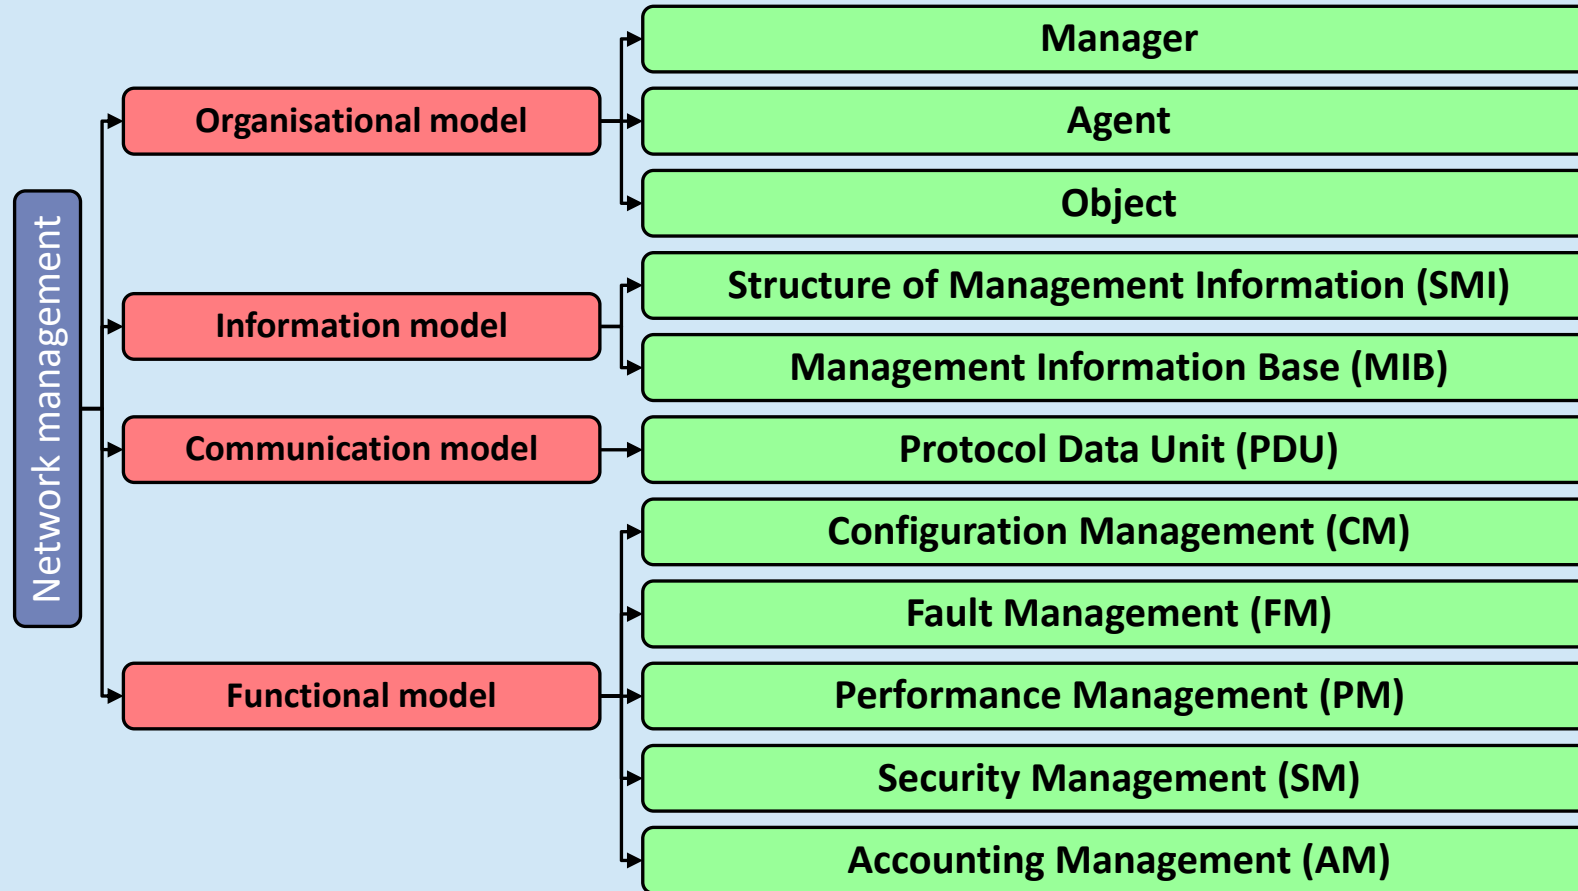 Network management
Organisational model
Manager
Agent
Object
Information model
Structure of Management Information (SMI)
Management Information Base (MIB)
Communication model
Protocol Data Unit (PDU)
Functional model
Configuration Management (CM)
Fault Management (FM)
Performance Management (PM)
Security Management (SM)
Accounting Management (AM)